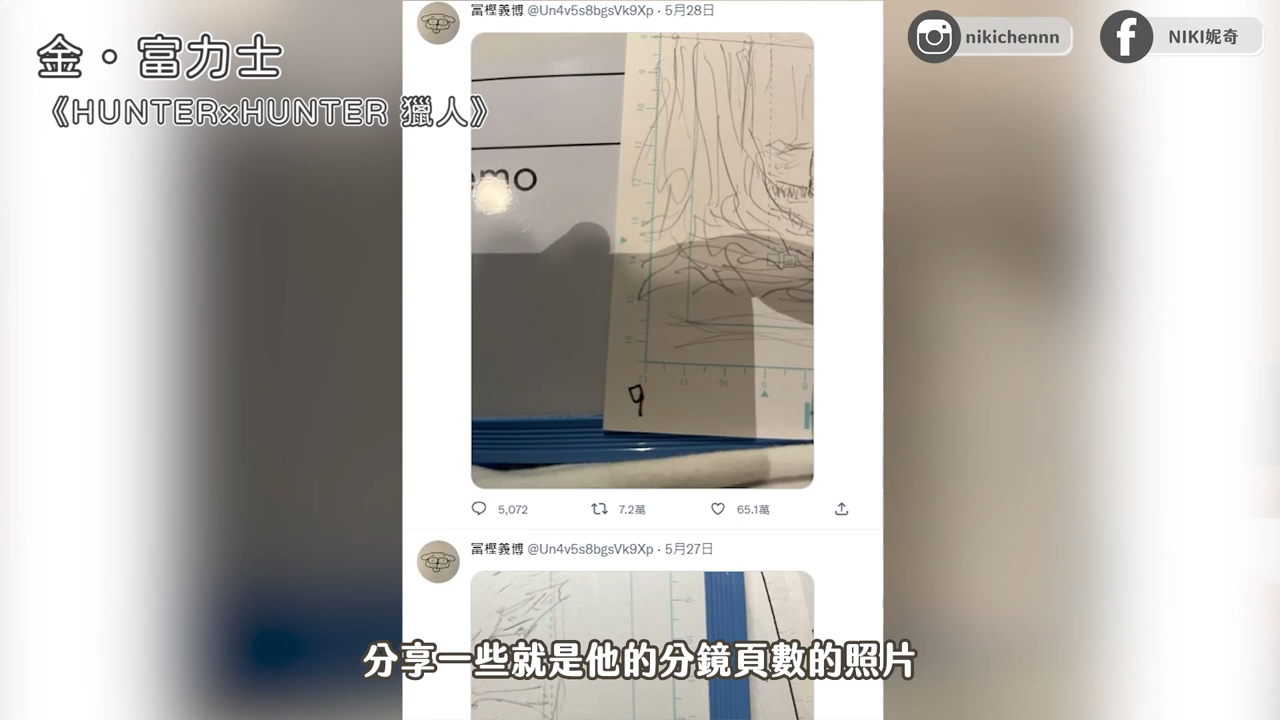 金・富力士
《HUNTER×HUNTER 獵人》
nikichennn
NIKI妮奇
冨樫義博 @Un4v5s8bgsVk9Xp · 5月28日
emo
9
5,072
7.2萬
65.1萬
冨樫義博 @Un4v5s8bgsVk9Xp · 5月27日
分享一些就是他的分鏡頁數的照片